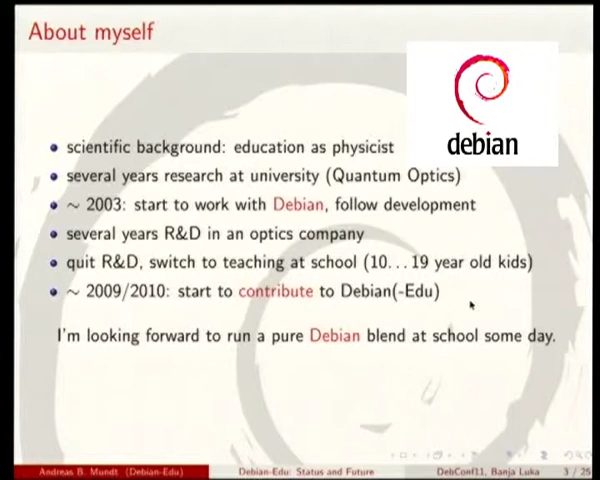 About myself
debian
scientific background: education as physicist
several years research at university (Quantum Optics)
~ 2003: start to work with Debian, follow development
several years R&D in an optics company
quit R&D, switch to teaching at school (10...19 year old kids)
~ 2009/2010: start to contribute to Debian(-Edu)
I'm looking forward to run a pure Debian blend at school some day.
Andreas B. Mundt (Debian-Edu) Debian-Edu: Status and Future DebConf11, Banja Luka 3 / 25